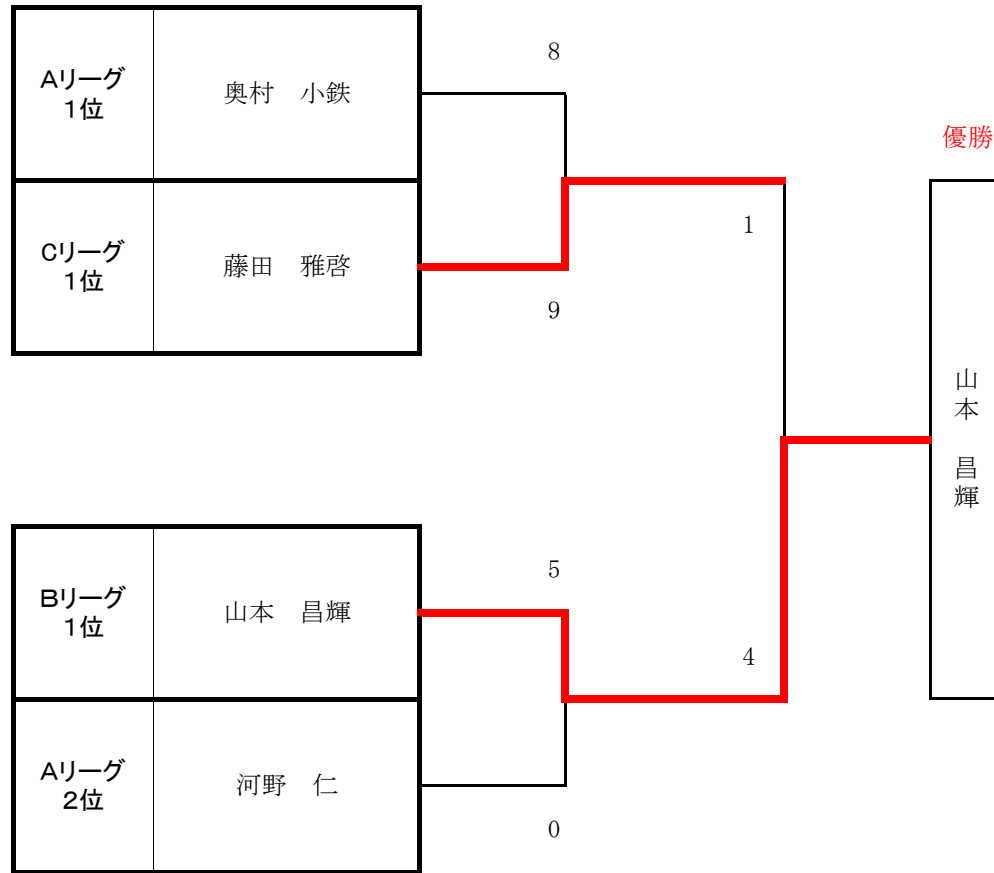 8
Aリーグ
1位
奥村　小鉄
優勝
1
Cリーグ
1位
藤田　雅啓
9
山本　昌輝
5
Bリーグ
1位
山本　昌輝
4
Aリーグ
2位
河野　仁
0